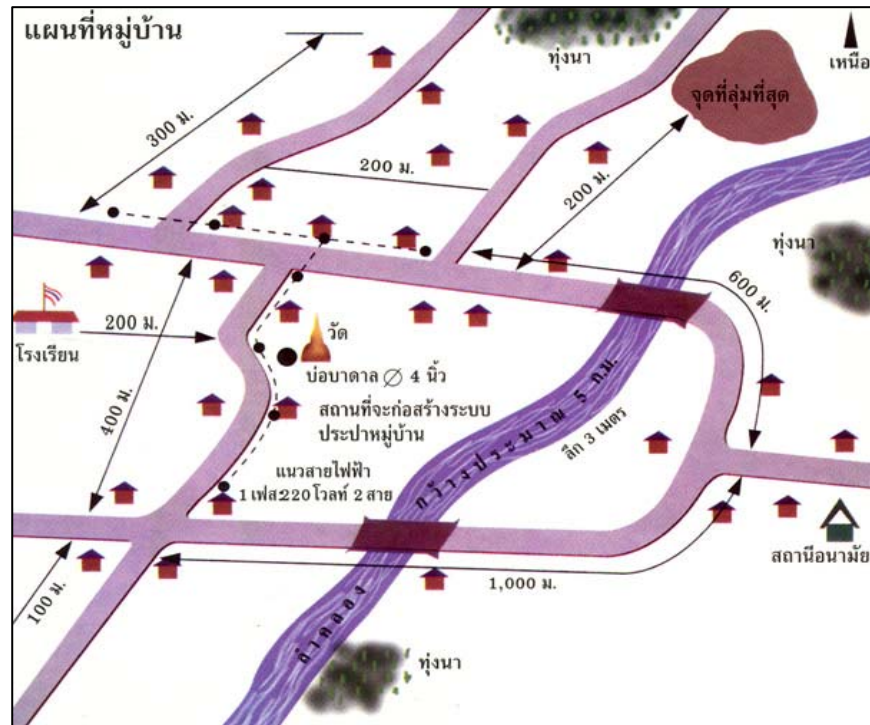 แผนที่หมู่บ้าน
ทุ่งนา
เหนือ
จุดที่ลุ่มที่สุด
300 ม.
200 ม.
200 ม.
ทุ่งนา
600 ม.
200 ม.
โรงเรียน
วัด
บ่อบาดาล ∅ 4 นิ้ว
400 ม.
สถานที่จะก่อสร้างระบบ
ประปาหมู่บ้าน
กว้างประมาณ 5 ก.ม.
ลึก 3 เมตร
แนวสายไฟฟ้า
1 เฟส:220 โวลท์ 2 สาย
สถานีอนามัย
100 ม.
1,000 ม.
ลำคลอง
ทุ่งนา